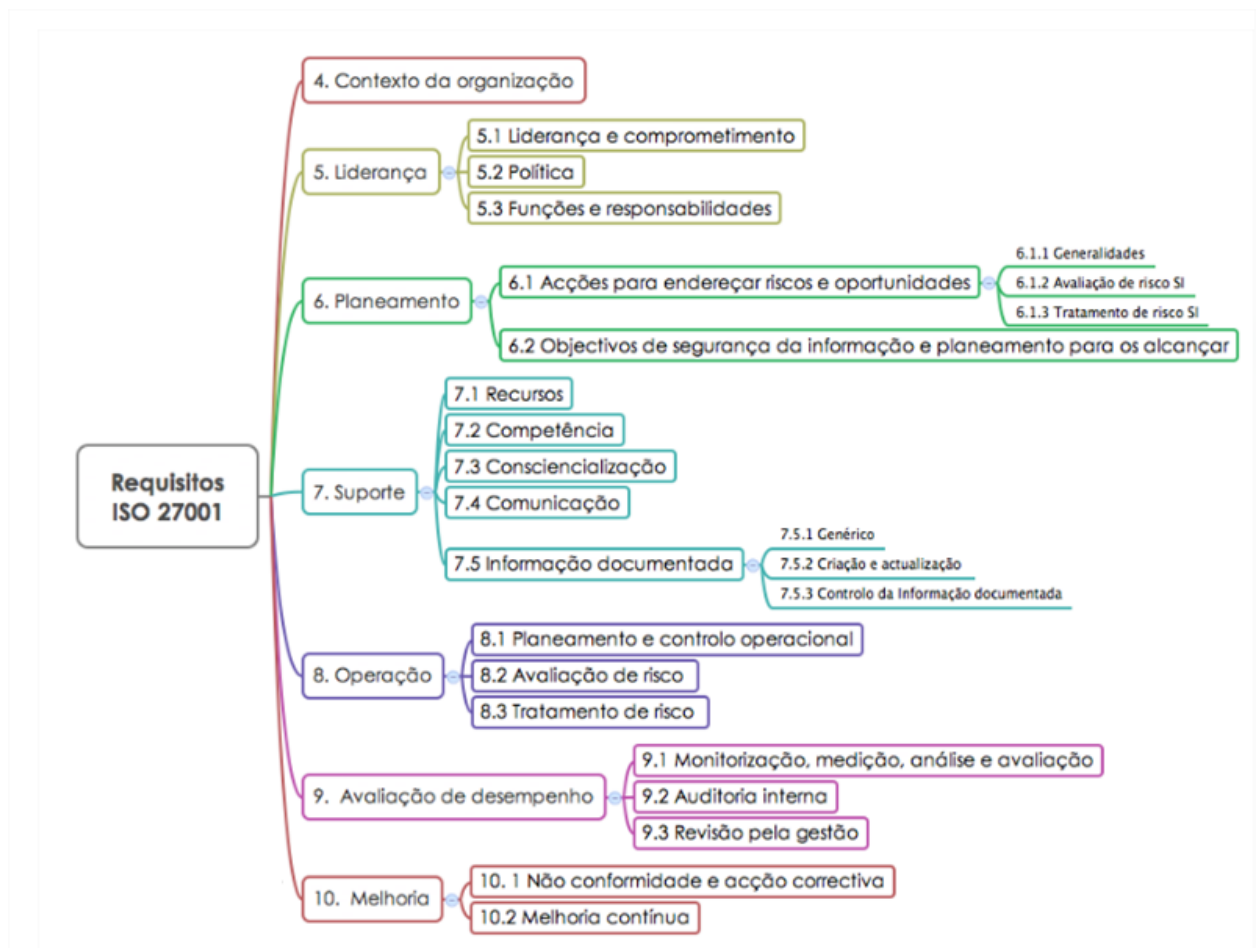 4. Contexto da organização
5. Liderança
5.1 Liderança e comprometimento
5.2 Política
5.3 Funções e responsabilidades
6. Planeamento
6.1 Acções para endereçar riscos e oportunidades
6.1.1 Generalidades
6.1.2 Avaliação de risco SI
6.1.3 Tratamento de risco SI
6.2 Objectivos de segurança da informação e planeamento para os alcançar
Requisitos
ISO 27001
7. Suporte
7.1 Recursos
7.2 Competência
7.3 Consciencialização
7.4 Comunicação
7.5 Informação documentada
7.5.1 Genérico
7.5.2 Criação e actualização
7.5.3 Controlo da Informação documentada
8. Operação
8.1 Planeamento e controlo operacional
8.2 Avaliação de risco
8.3 Tratamento de risco
9. Avaliação de desempenho
9.1 Monitorização, medição, análise e avaliação
9.2 Auditoria interna
9.3 Revisão pela gestão
10. Melhoria
10. 1 Não conformidade e acção correctiva
10.2 Melhoria contínua